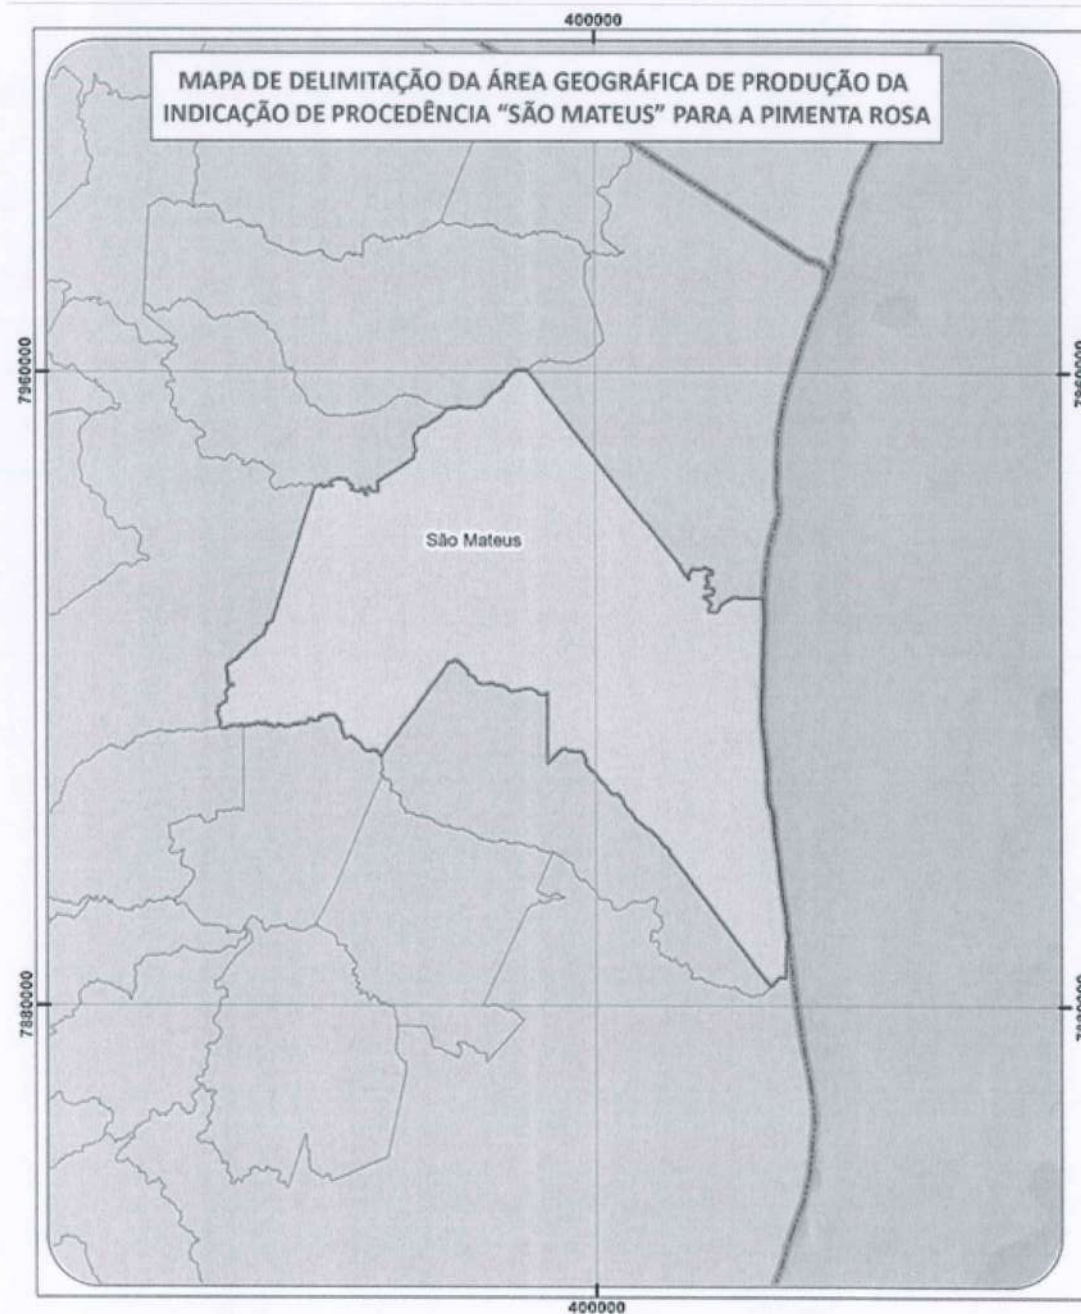 400000
MAPA DE DELIMITAÇÃO DA ÁREA GEOGRÁFICA DE PRODUÇÃO DA
INDICAÇÃO DE PROCEDÊNCIA “SÃO MATEUS” PARA A PIMENTA ROSA
7960000
São Mateus
7880000
400000